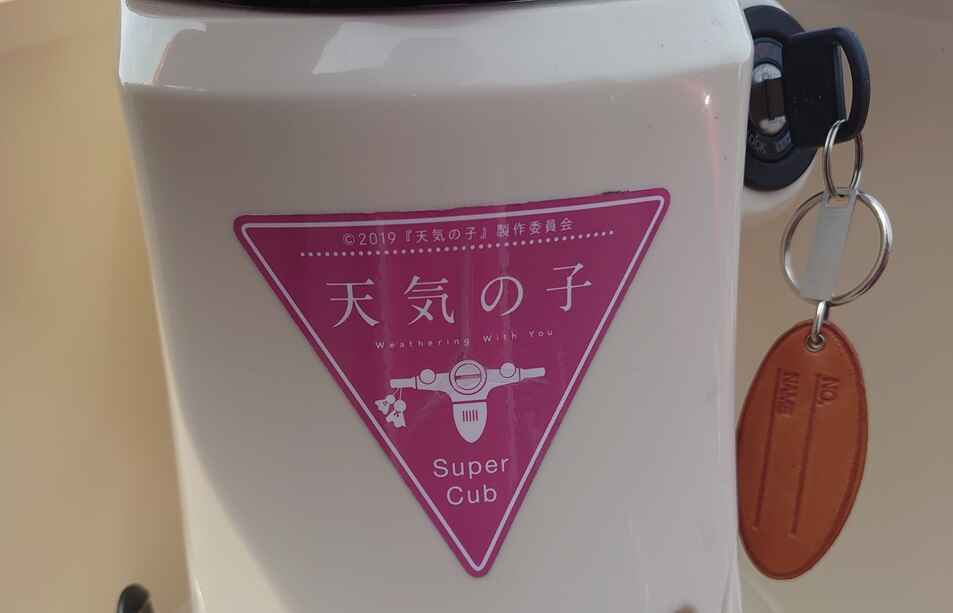 ©2019『天気の子』製作委員会
天気の子
Weathering With You
Super
Cub
NO.
NAME